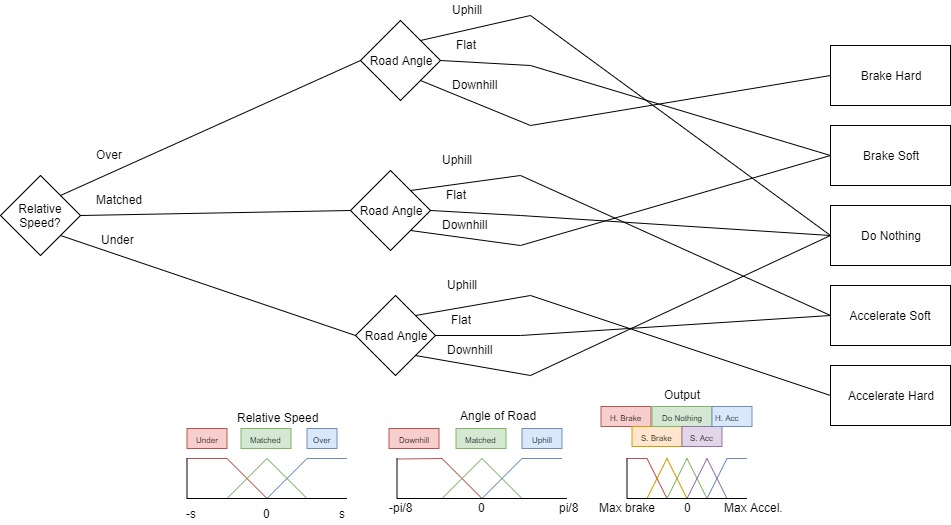 Uphill
Flat
Road Angle
Downhill
Brake Hard
Over
Brake Soft
Uphill
Matched
Flat
Relative
Speed?
Road Angle
Downhill
Do Nothing
Under
Uphill
Flat
Road Angle
Downhill
Accelerate Soft
Accelerate Hard
Relative Speed
Under
Matched
Over
-s
0
s
Angle of Road
Downhill
Matched
Uphill
-pi/8
0
pi/8
Output
H. Brake
Do Nothing
H. Acc
S. Brake
S. Acc
Max brake
0
Max Accel.